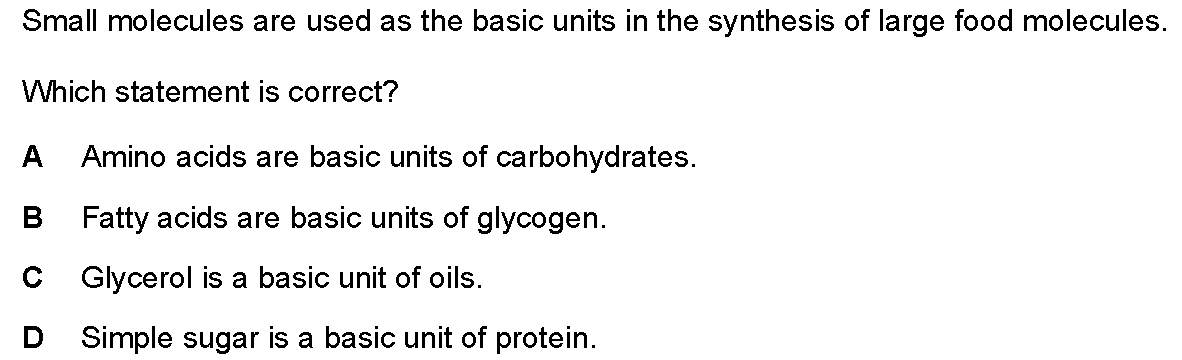 Small molecules are used as the basic units in the synthesis of large food molecules.
Which statement is correct?
A Amino acids are basic units of carbohydrates.
B Fatty acids are basic units of glycogen.
C Glycerol is a basic unit of oils.
D Simple sugar is a basic unit of protein.